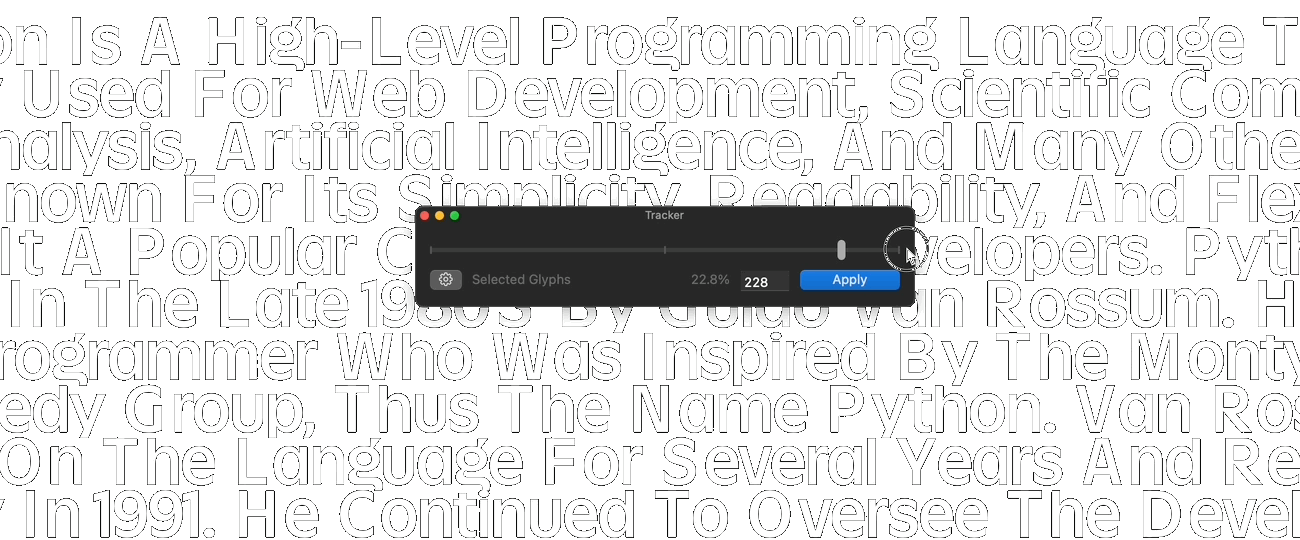 on Is A High-Level Programming Language T
Used For Web Development, Scientific Com
nalysis, Artificial Intelligence, And Many Othe
nown For Its Simplicity, Readability, And Flex
It A Popular C velopers. Pyth
In The Late 1980s By Guido van Rossum. H
rogrammer Who Was Inspired By The Monty
edy Group, Thus The Name Python. Van Ros
On The Language For Several Years And Re
In 1991. He Continued To Oversee The Devel
Tracker
Selected Glyphs 22.8% 228 Apply